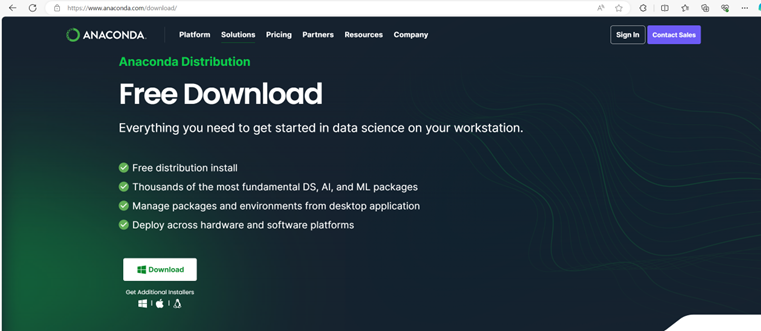 https://www.anaconda.com/download/
ANACONDA. Platform Solutions Pricing Partners Resources Company Sign In Contact Sales
Anaconda Distribution
Free Download
Everything you need to get started in data science on your workstation.
Free distribution install
Thousands of the most fundamental DS, AI, and ML packages
Manage packages and environments from desktop application
Deploy across hardware and software platforms
Download
Get Additional Installers